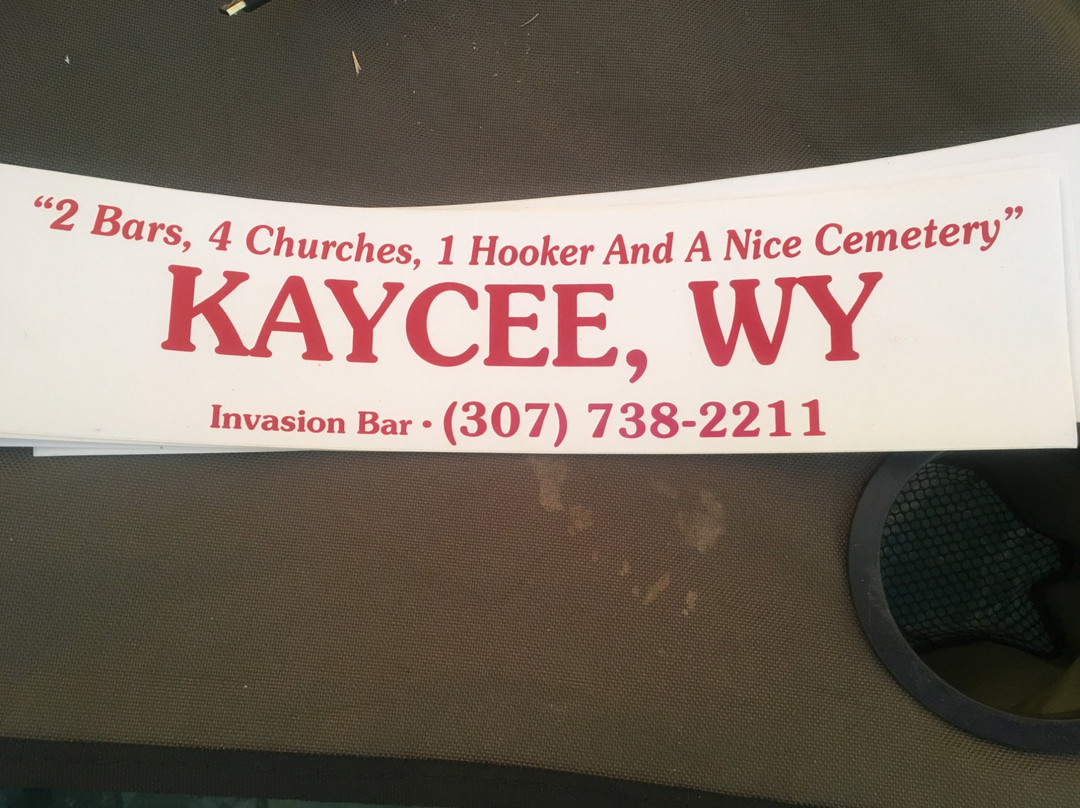 “2 Bars, 4 Churches, 1 Hooker And A Nice Cemetery”
KAYCEE, WY
Invasion Bar • (307) 738-2211